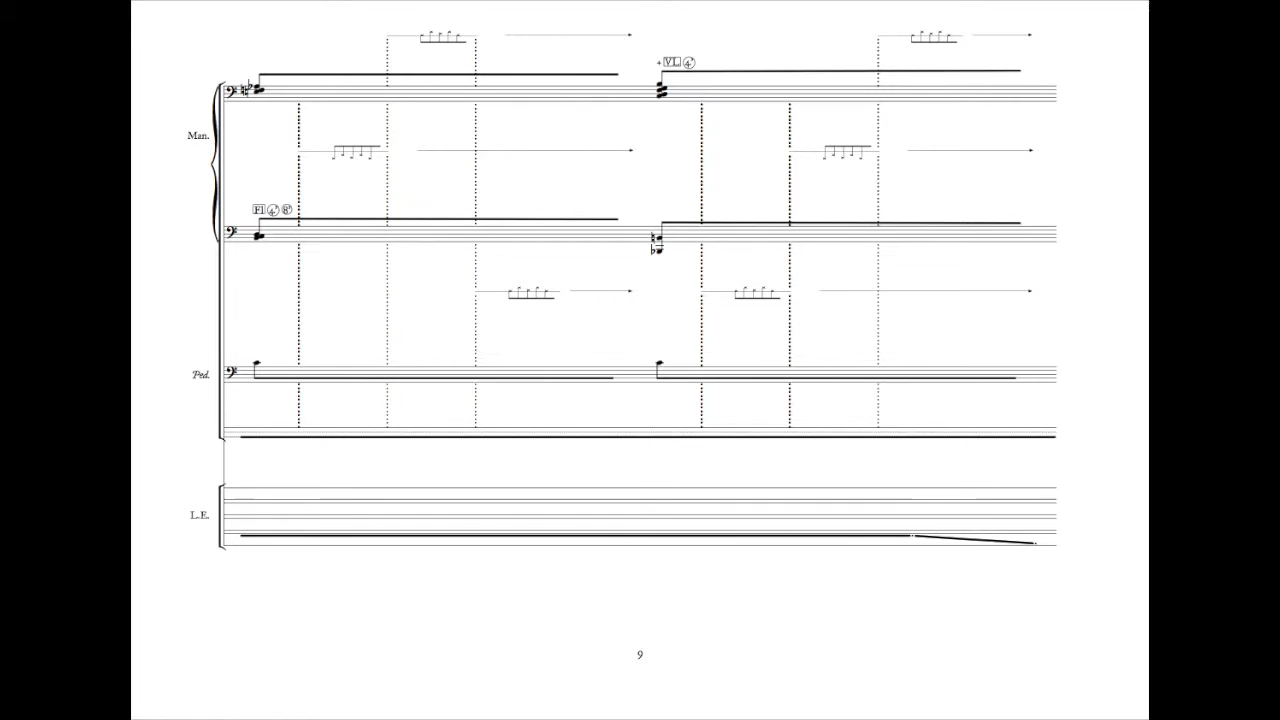 + VL 4'
Man.
Fl 4' 8'
Ped.
L.E.
9